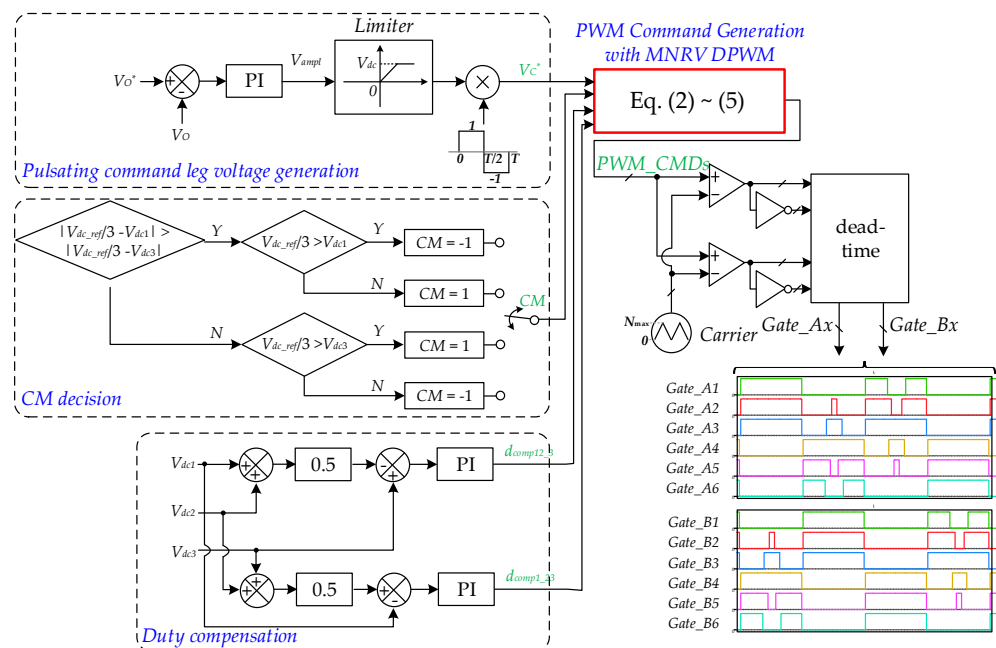 Limiter
PWM Command Generation
with MNRV DPWM
Vo*
+
-
Vo
PI
Vampl
Vdc
0
×
Vc*
1
0 T/2 T
-1
Pulsating command leg voltage generation
Eq. (2) ~ (5)
PWM_CMDs
|Vdc_ref/3 -Vdc1| >
|Vdc_ref/3 -Vdc3|
Y
Vdc_ref/3 >Vdc1
Y
CM = -1
N
CM = 1
CM
N
Vdc_ref/3 >Vdc3
Y
CM = 1
N
CM = -1
CM decision
+
-
+
-
dead-
time
Nmax
0
Carrier
Gate_Ax
Gate_Bx
Vdc1
+
+
0.5
-
+
PI
dcomp12_3
Vdc2
Vdc3
+
+
0.5
+
-
PI
dcomp1_23
Duty compensation
Gate_A1
Gate_A2
Gate_A3
Gate_A4
Gate_A5
Gate_A6
Gate_B1
Gate_B2
Gate_B3
Gate_B4
Gate_B5
Gate_B6